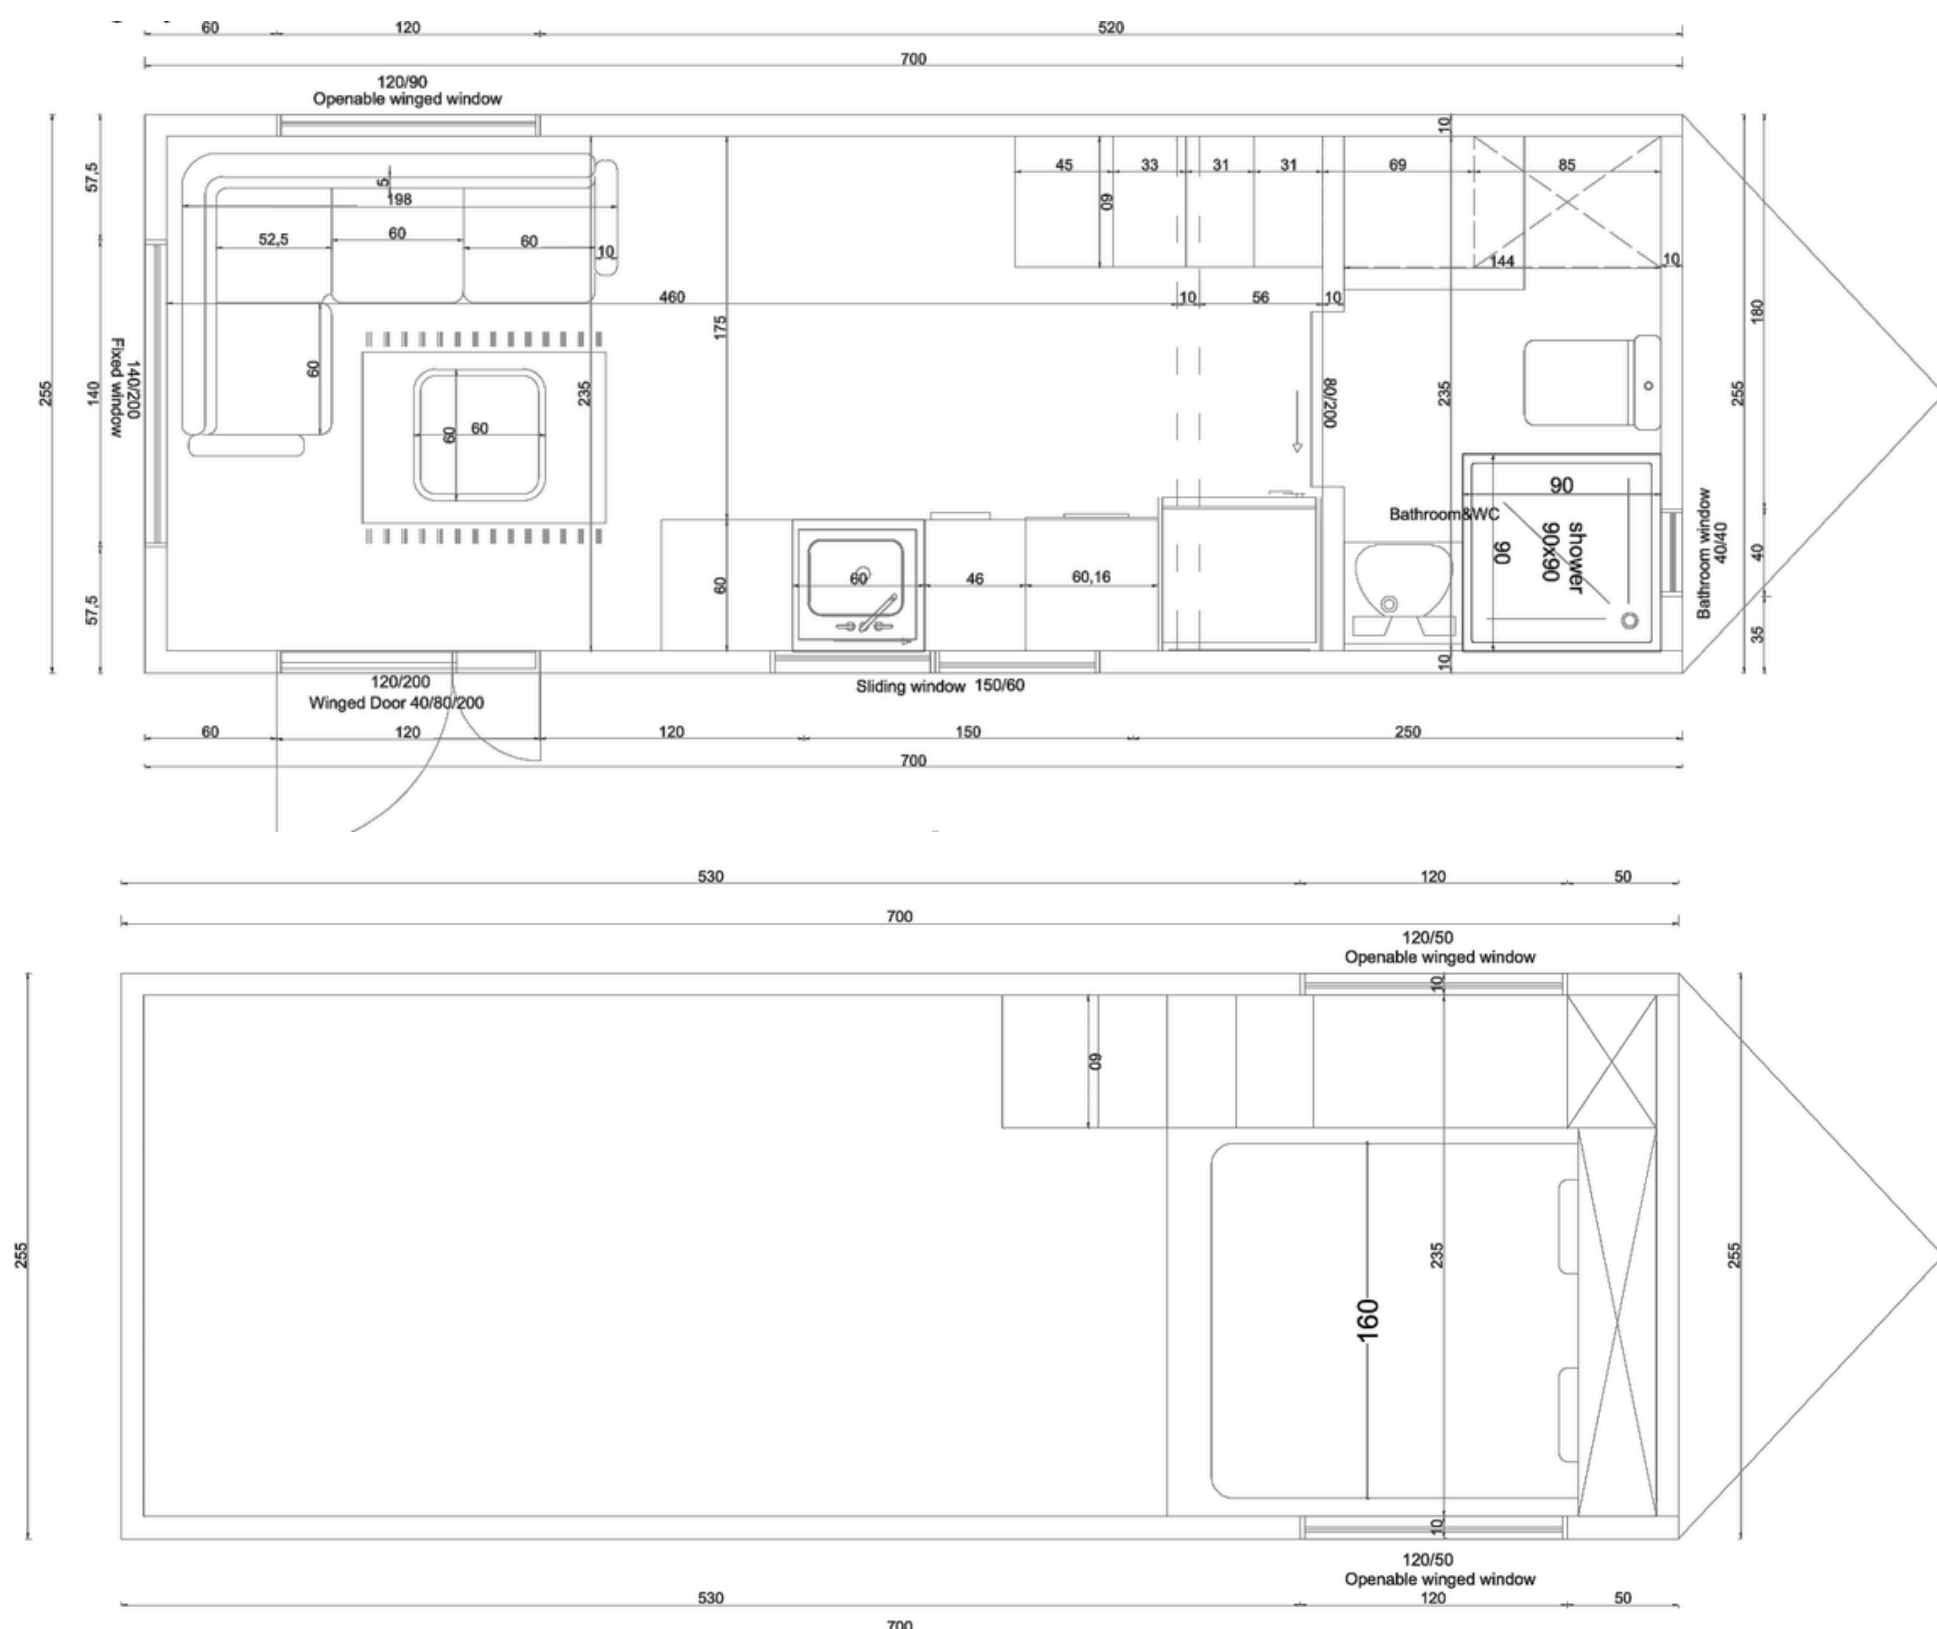 60 120 520
700
120/90
Openable winged window
10
57,5
45 33 31 31 69 85
5
198
60
52,5 60 60
10
144 10
460 10 56 10
180
175
140/200
Fixed window
60
255 140 235 80/200 235 255
60 60
90
Bathroom&WC
shower
90x90
90
Bathroom window
40/40
40
60 60 46 60,16
57,5
35
10
120/200
Winged Door 40/80/200
Sliding window 150/60
60 120 120 150 250
700
530 120 50
700
120/50
Openable winged window
10
60
255 235 255
160
10
120/50
Openable winged window
530 120 50
700